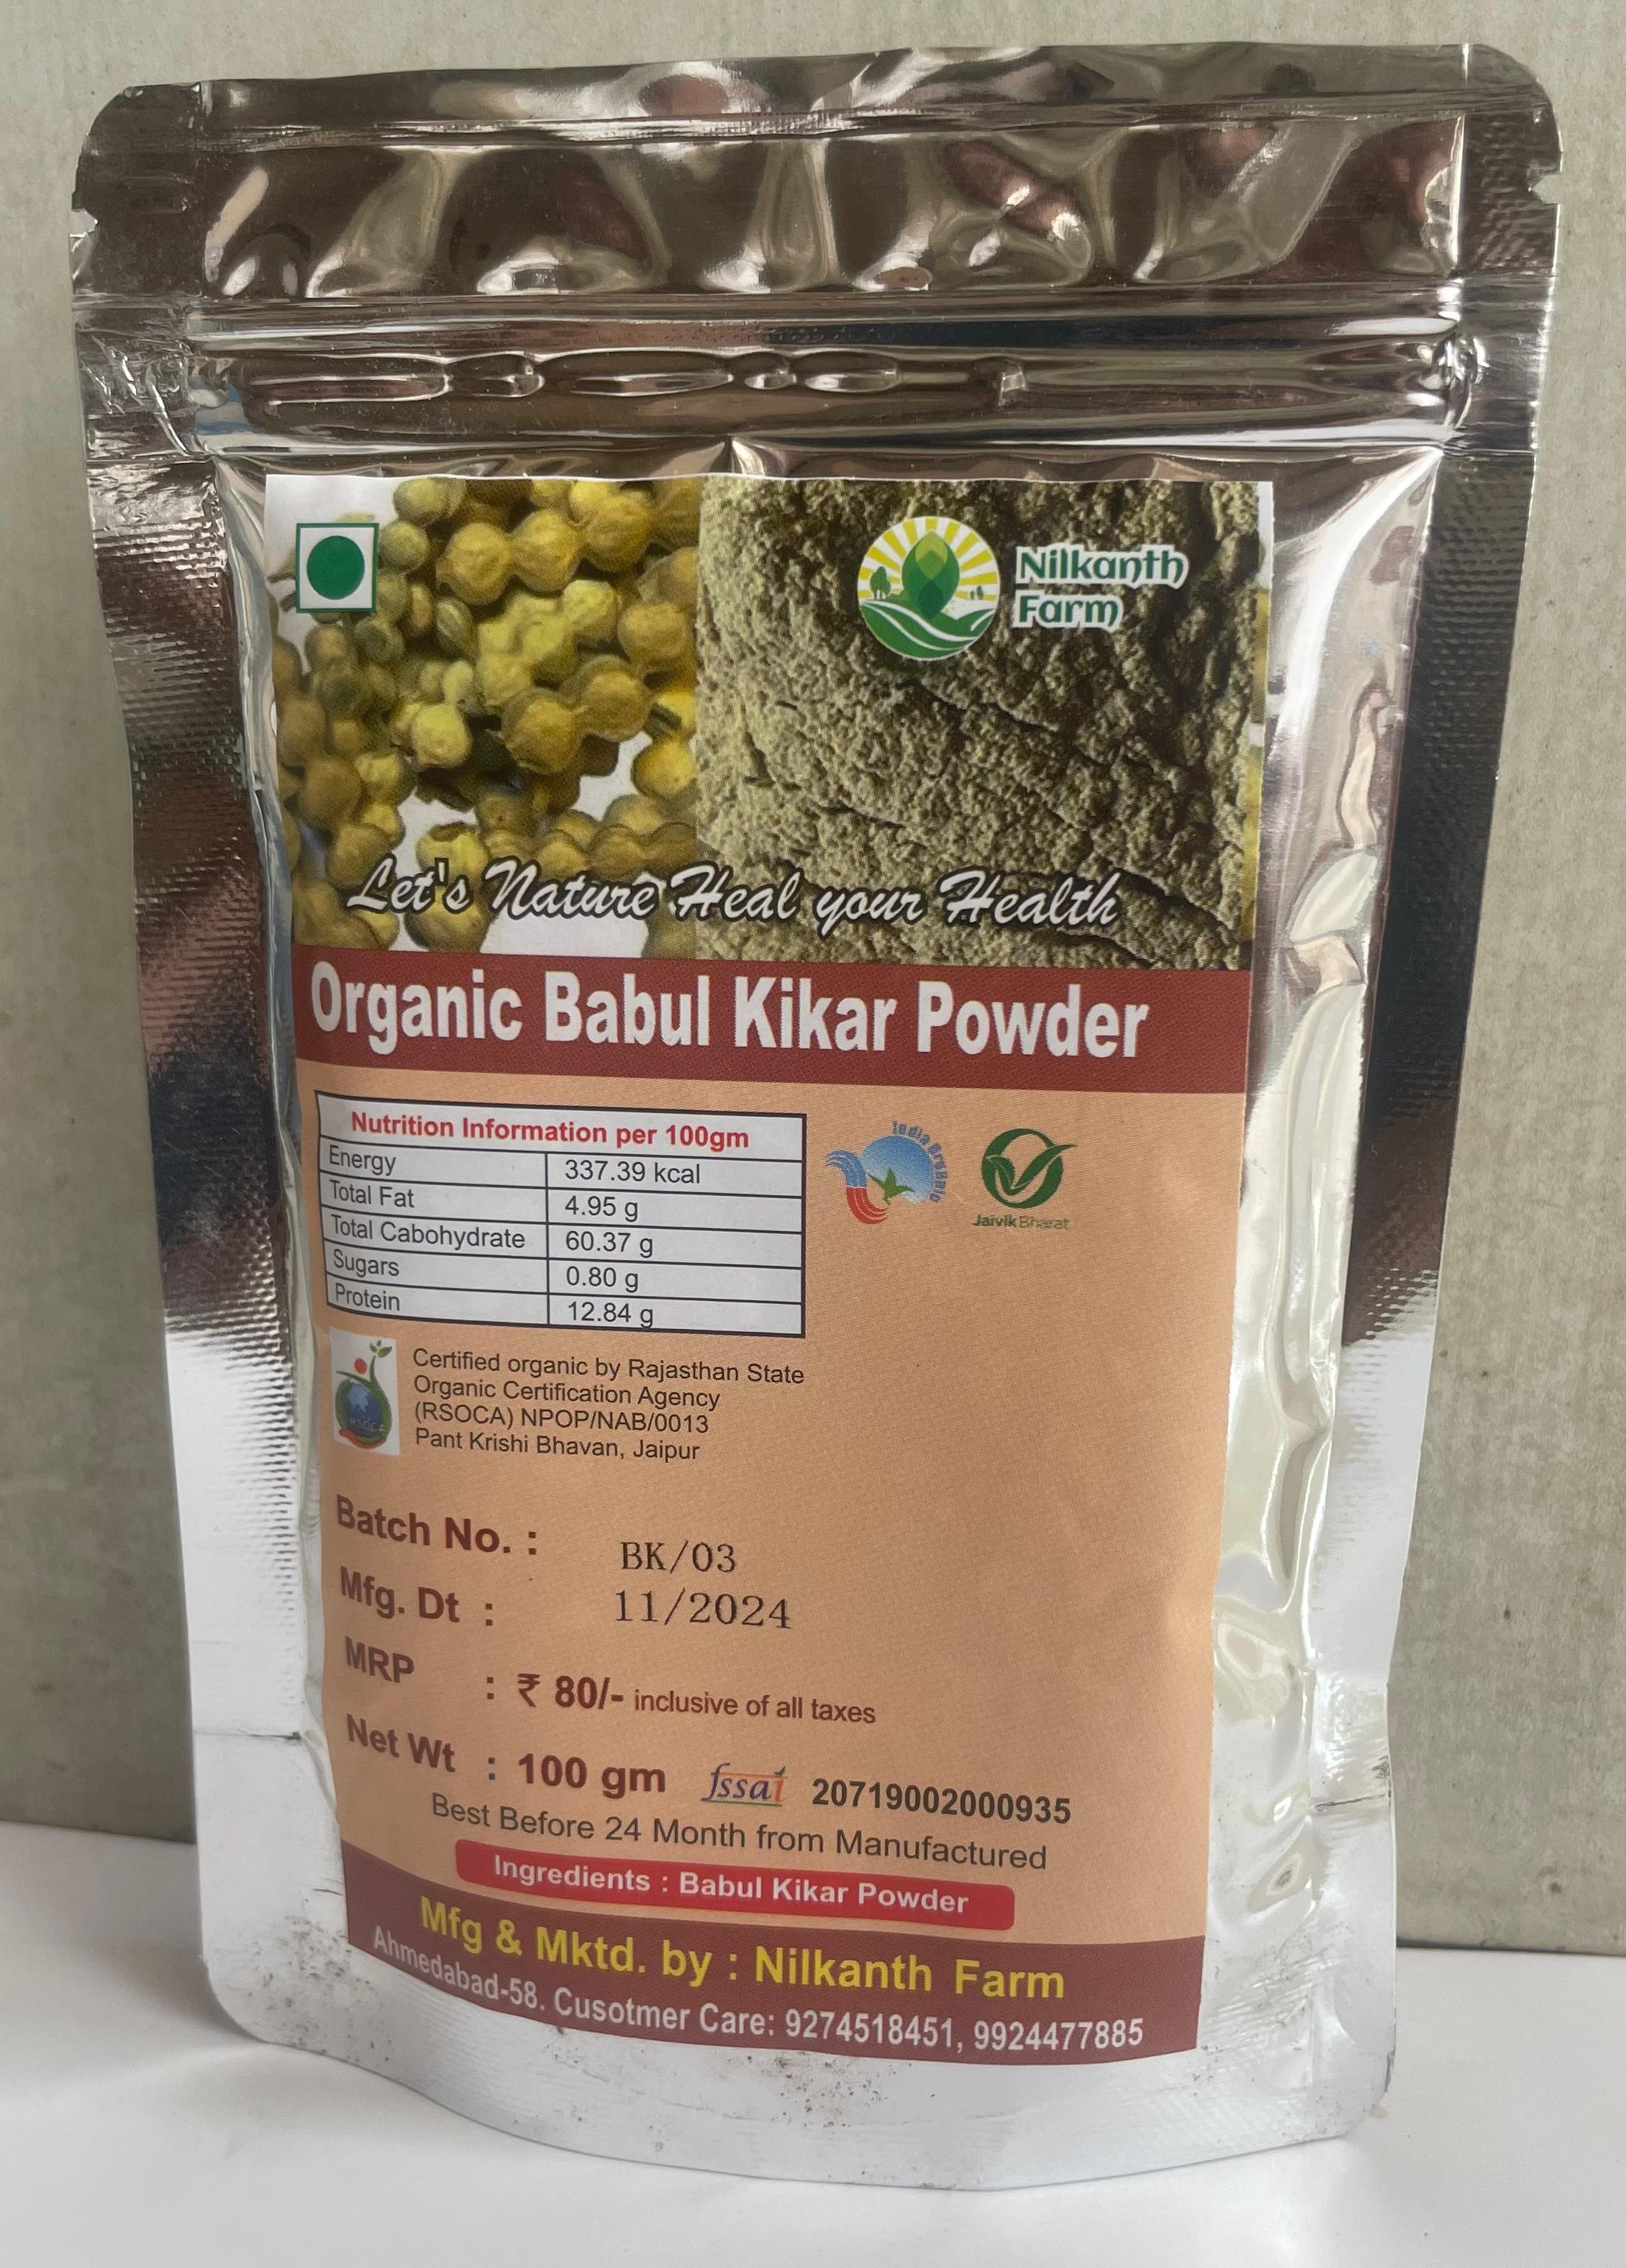 Nilkanth
Farm
Let's Nature Heal your Health
Organic Babul Kikar Powder
Nutrition Information per 100gm
Energy 337.39 kcal
Total Fat 4.95 g
Total Cabohydrate 60.37 g
Sugars 0.80 g
Protein 12.84 g
India Organic
Jaivik Bharat
RSOCA
Certified organic by Rajasthan State
Organic Certification Agency
(RSOCA) NPOP/NAB/0013
Pant Krishi Bhavan, Jaipur
Batch No. : BK/03
Mfg. Dt : 11/2024
MRP : ₹ 80/- inclusive of all taxes
Net Wt : 100 gm fssai 20719002000935
Best Before 24 Month from Manufactured
Ingredients : Babul Kikar Powder
Mfg & Mktd. by : Nilkanth Farm
Ahmedabad-58. Cusotmer Care: 9274518451, 9924477885